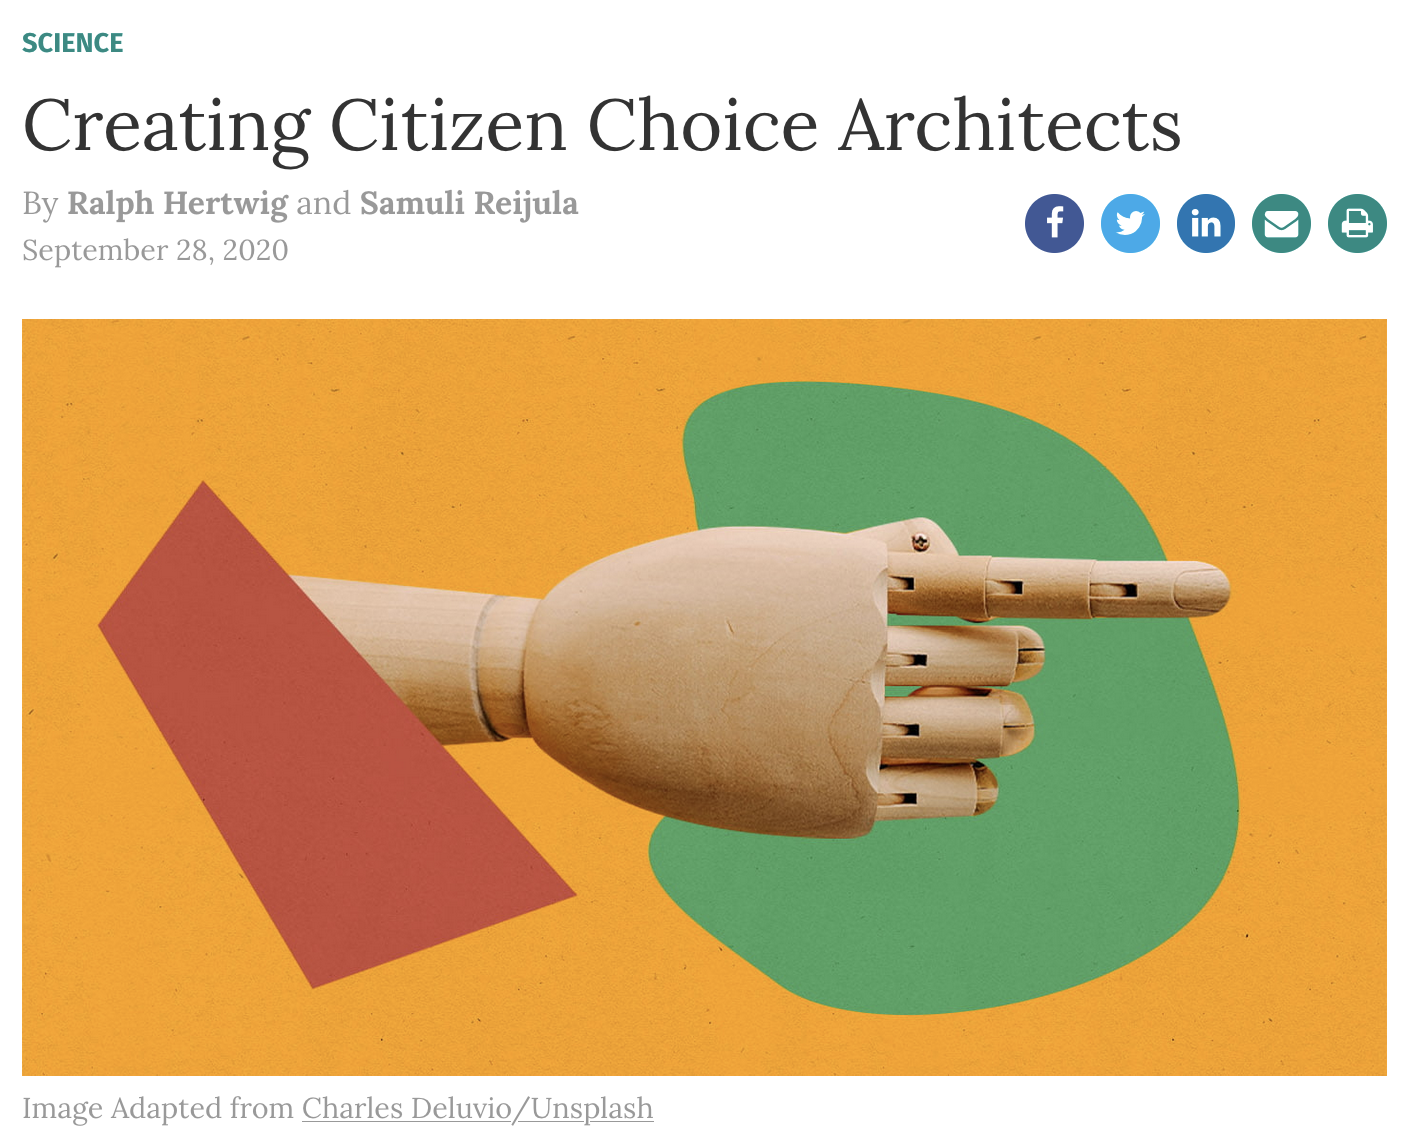 SCIENCE
Creating Citizen Choice Architects
By Ralph Hertwig and Samuli Reijula
September 28, 2020
Image Adapted from Charles Deluvio/Unsplash